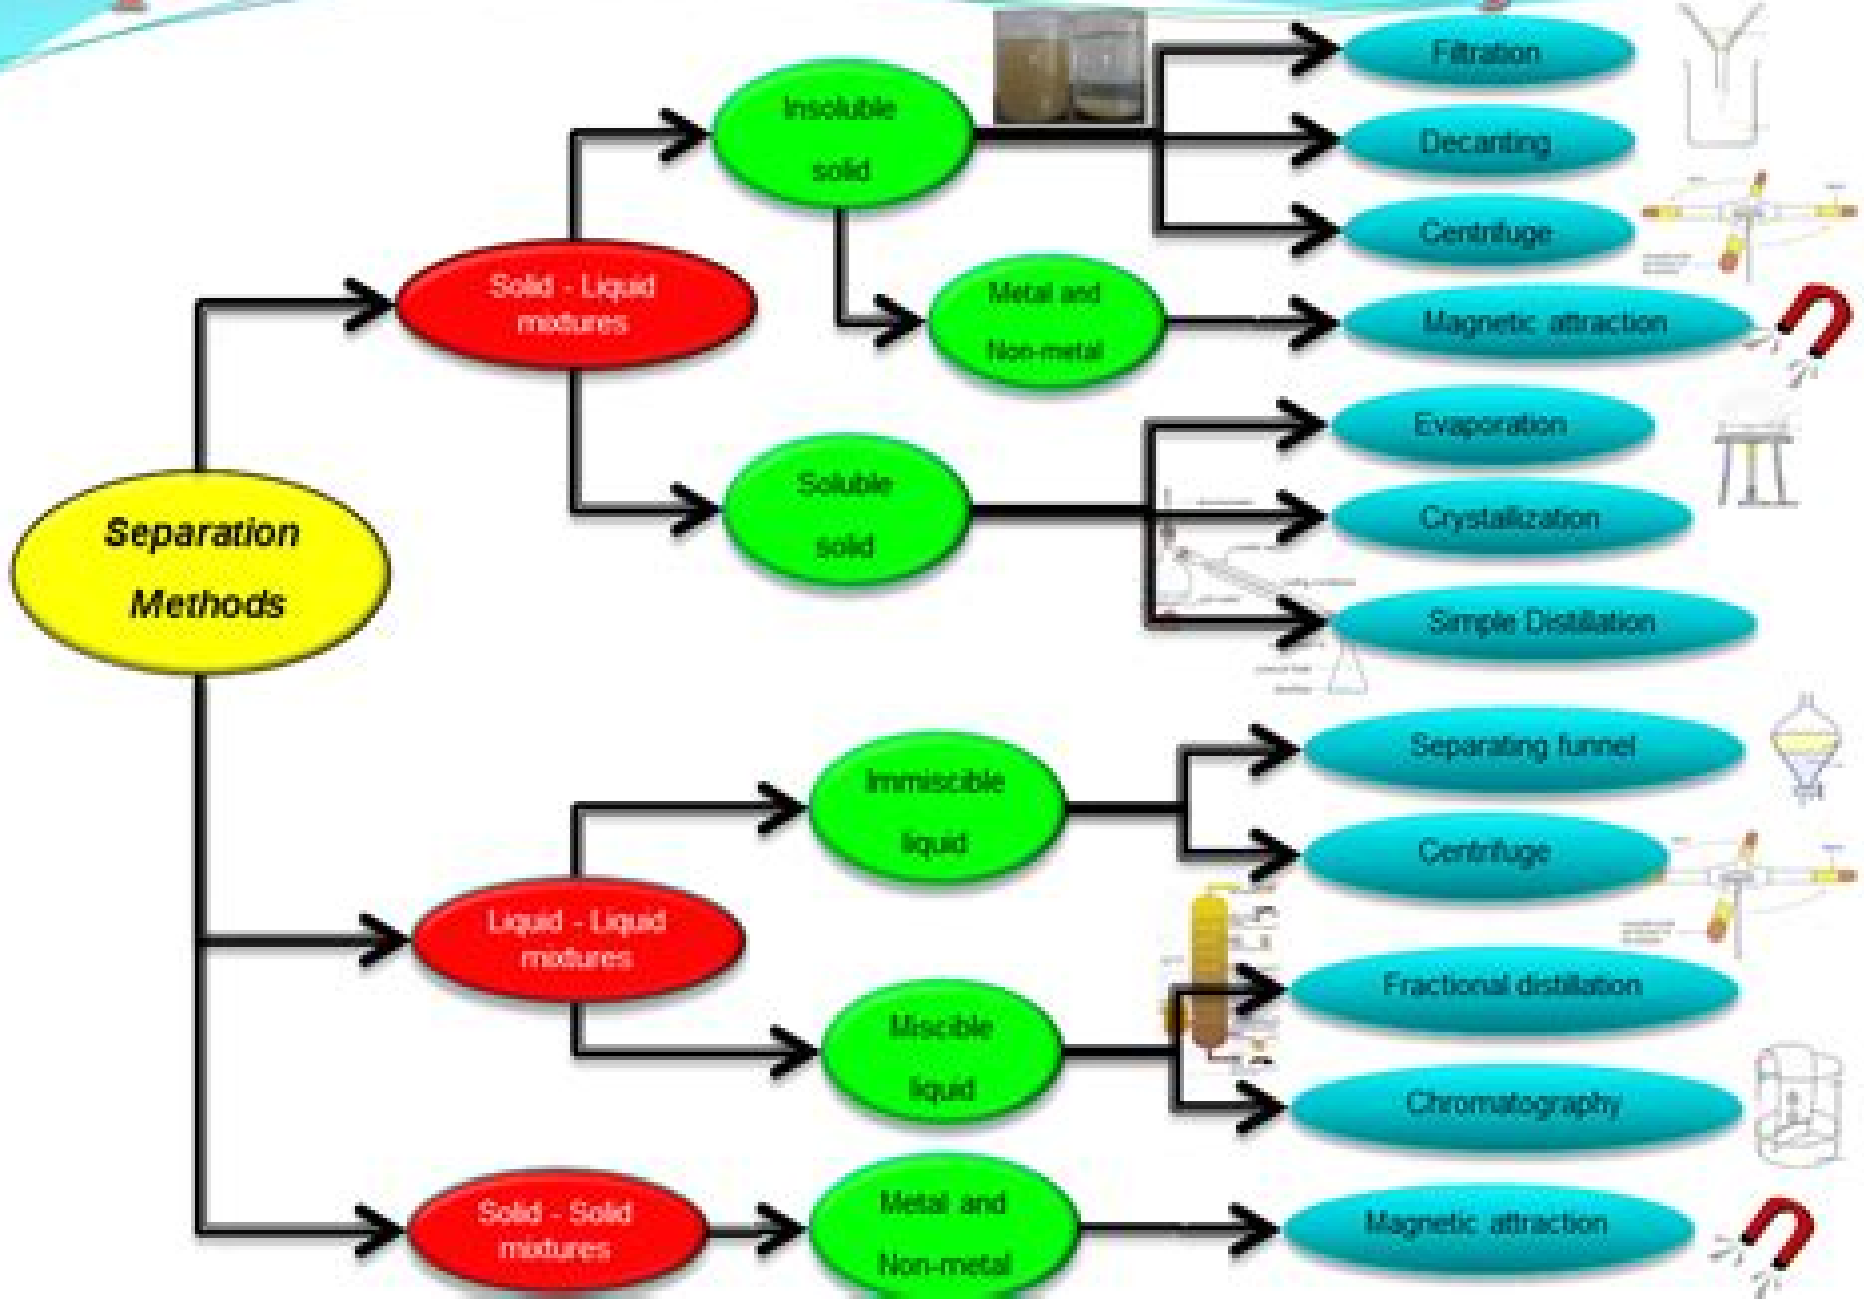 Separation
Methods
Solid - Liquid
mixtures
Insoluble
solid
Filtration
Decanting
Centrifuge
Metal and
Non-metal
Magnetic attraction
Soluble
solid
Evaporation
Crystallization
Simple Distillation
Liquid - Liquid
mixtures
Immiscible
liquid
Separating funnel
Centrifuge
Miscible
liquid
Fractional distillation
Chromatography
Solid - Solid
mixtures
Metal and
Non-metal
Magnetic attraction